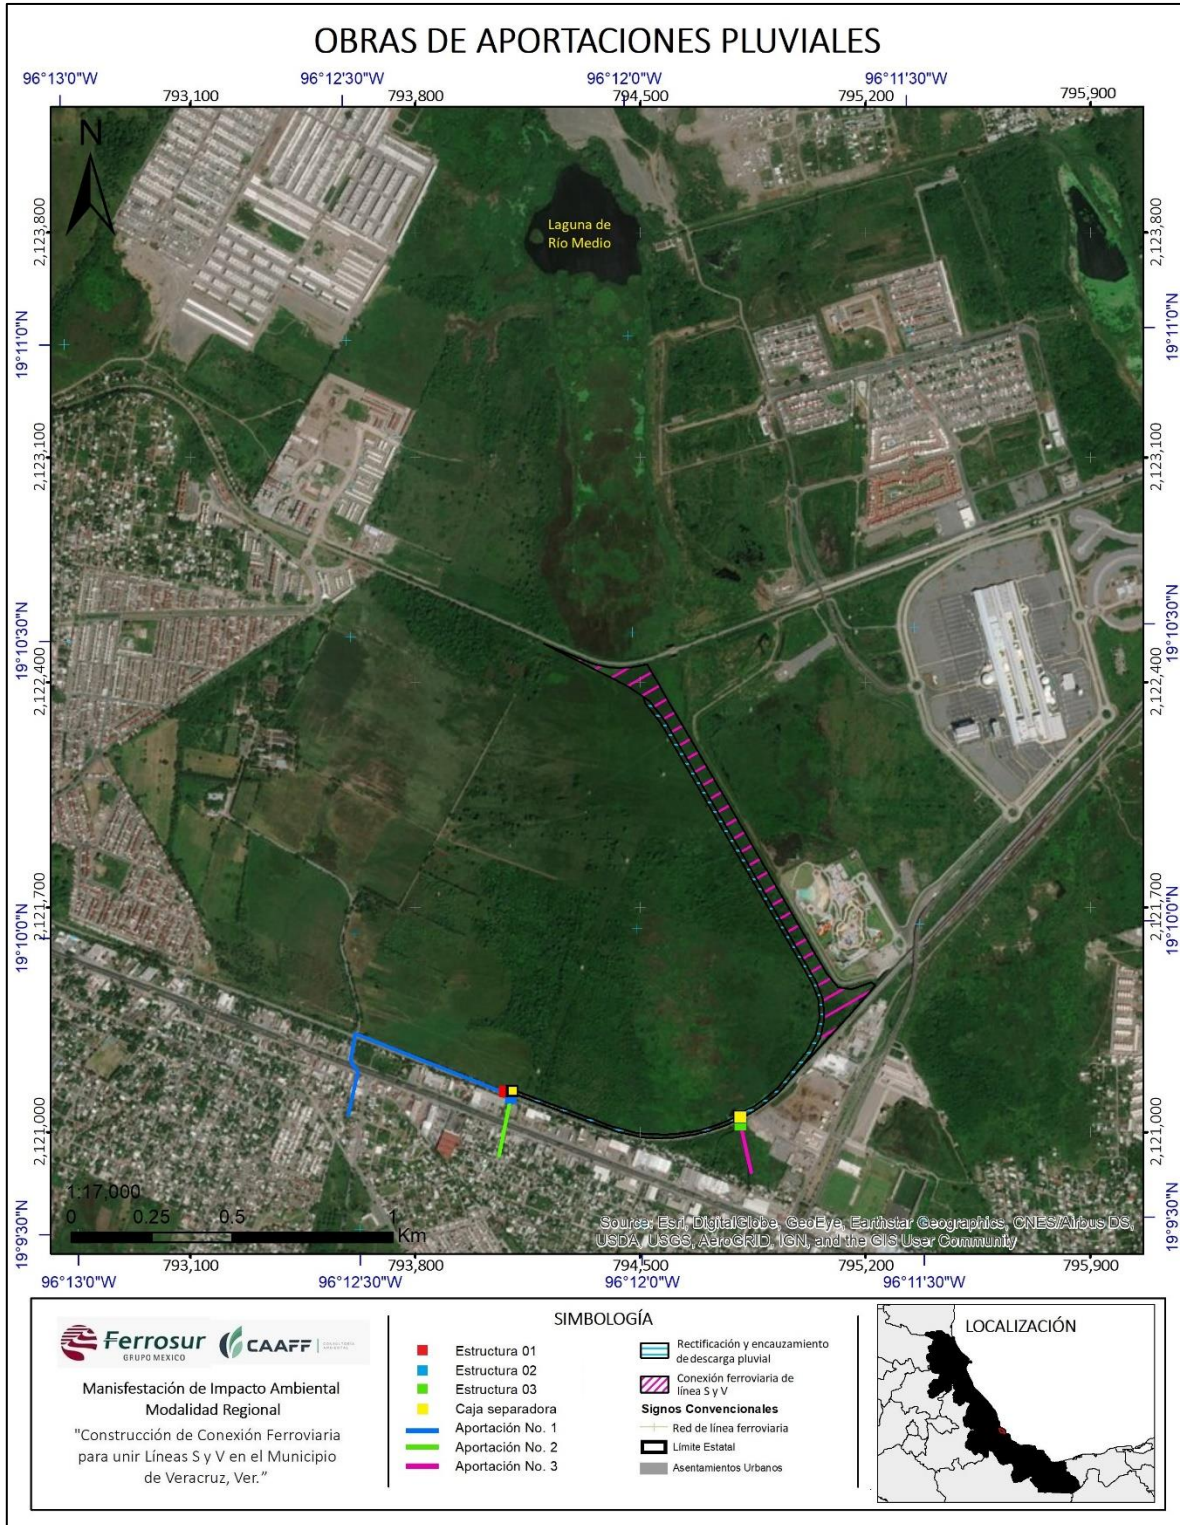 OBRAS DE APORTACIONES PLUVIALES
96°13'0"W 96°12'30"W 96°12'0"W 96°11'30"W
793,100 793,800 794,500 795,200 795,900
N
Laguna de
Río Medio
2,123,800 2,123,800
19°11'0"N 19°11'0"N
2,123,100 2,123,100
19°10'30"N 19°10'30"N
2,122,400 2,122,400
2,121,700 2,121,700
19°10'0"N 19°10'0"N
2,121,000 2,121,000
19°9'30"N 19°9'30"N
1:17,000
0 0.25 0.5 1
Km
Source: Esri, DigitalGlobe, GeoEye, Earthstar Geographics, CNES/Airbus DS,
USDA, USGS, AeroGRID, IGN, and the GIS User Community
793,100 793,800 794,500 795,200 795,900
96°13'0"W 96°12'30"W 96°12'0"W 96°11'30"W
Ferrosur
GRUPO MEXICO
CAAFF
Manisfestación de Impacto Ambiental
Modalidad Regional
"Construcción de Conexión Ferroviaria
para unir Líneas S y V en el Municipio
de Veracruz, Ver."
SIMBOLOGÍA
Estructura 01
Estructura 02
Estructura 03
Caja separadora
Aportación No. 1
Aportación No. 2
Aportación No. 3
Rectificación y encauzamiento
de descarga pluvial
Conexión ferroviaria de
línea S y V
Signos Convencionales
Red de línea ferroviaria
Límite Estatal
Asentamientos Urbanos
LOCALIZACIÓN